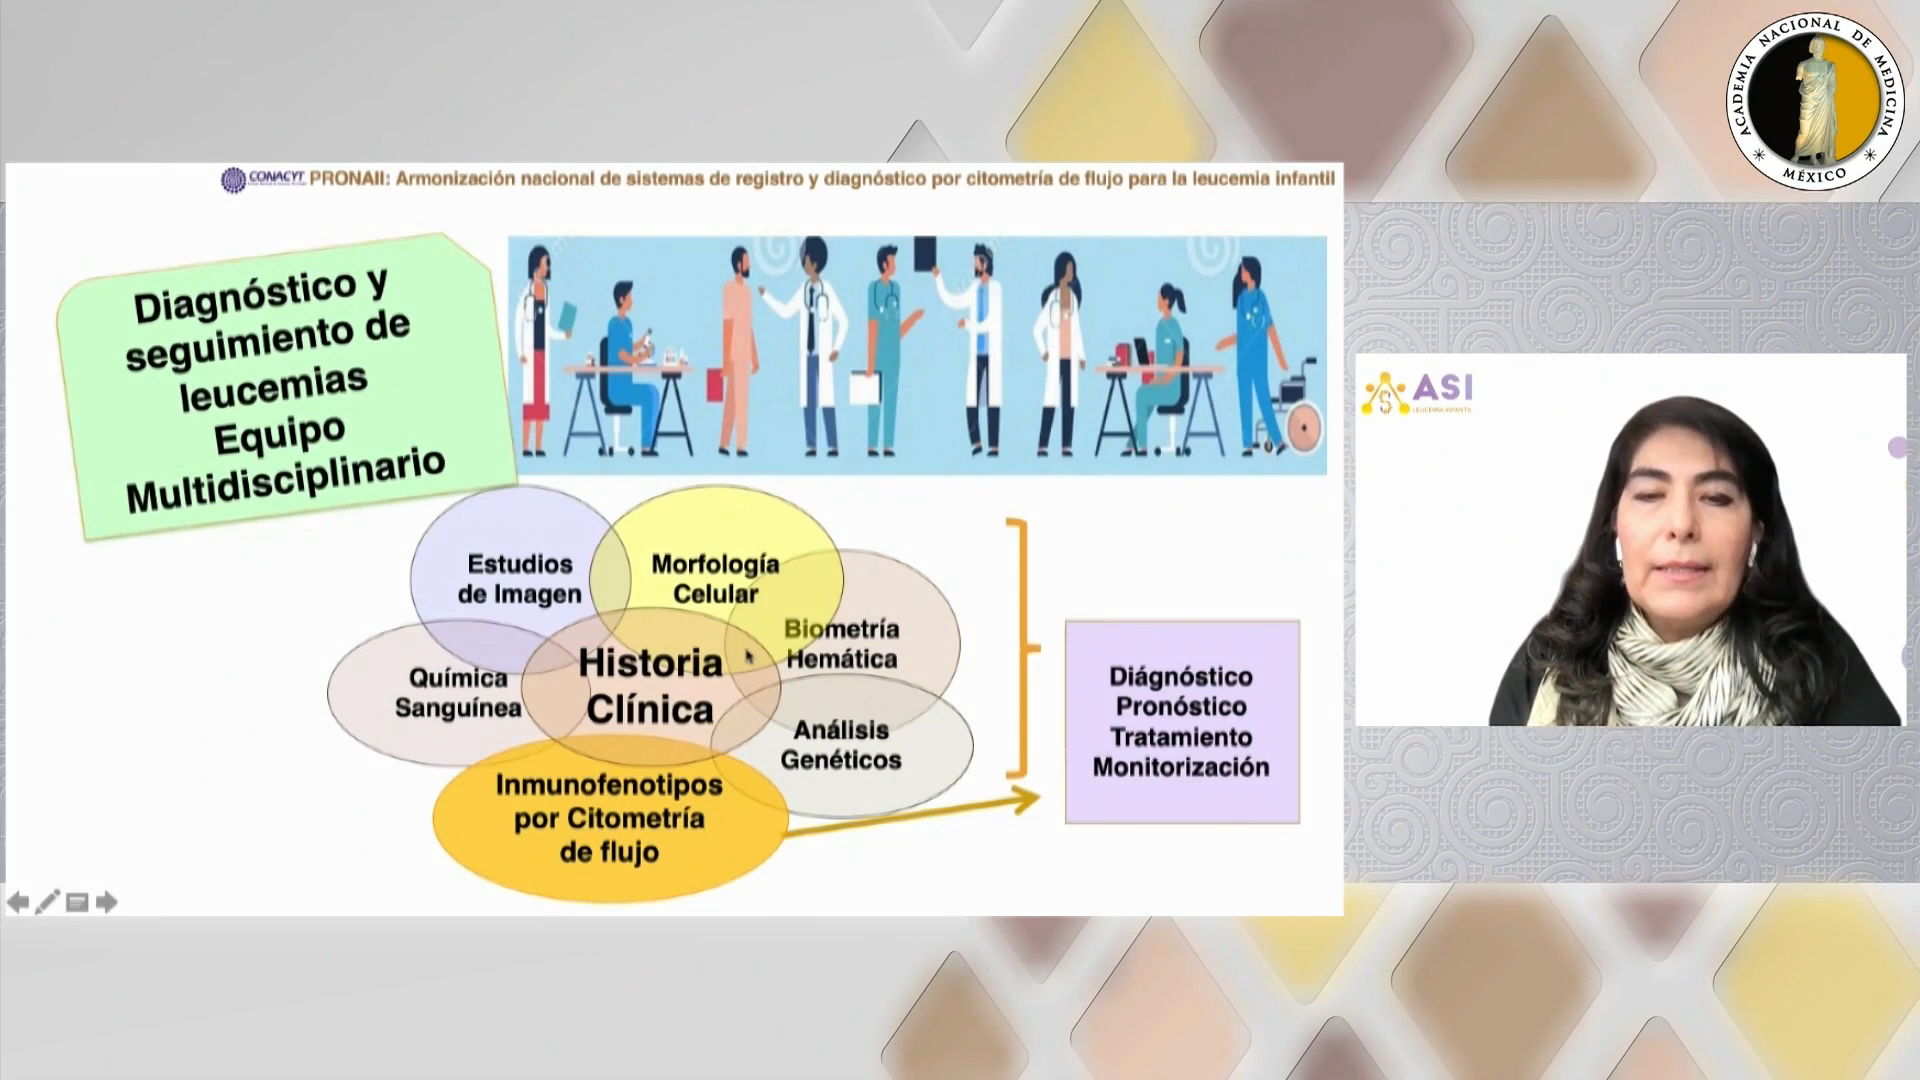 ACADEMIA NACIONAL DE MEDICINA
MÉXICO
CONACYT
PRONAII: Armonización nacional de sistemas de registro y diagnóstico por citometría de flujo para la leucemia infantil
Diagnóstico y
seguimiento de
leucemias
Equipo
Multidisciplinario
ASI
LEUCEMIA INFANTIL
Estudios
de Imagen
Morfología
Celular
Biometría
Hemática
Química
Sanguínea
Historia
Clínica
Análisis
Genéticos
Inmunofenotipos
por Citometría
de flujo
Diágnóstico
Pronóstico
Tratamiento
Monitorización